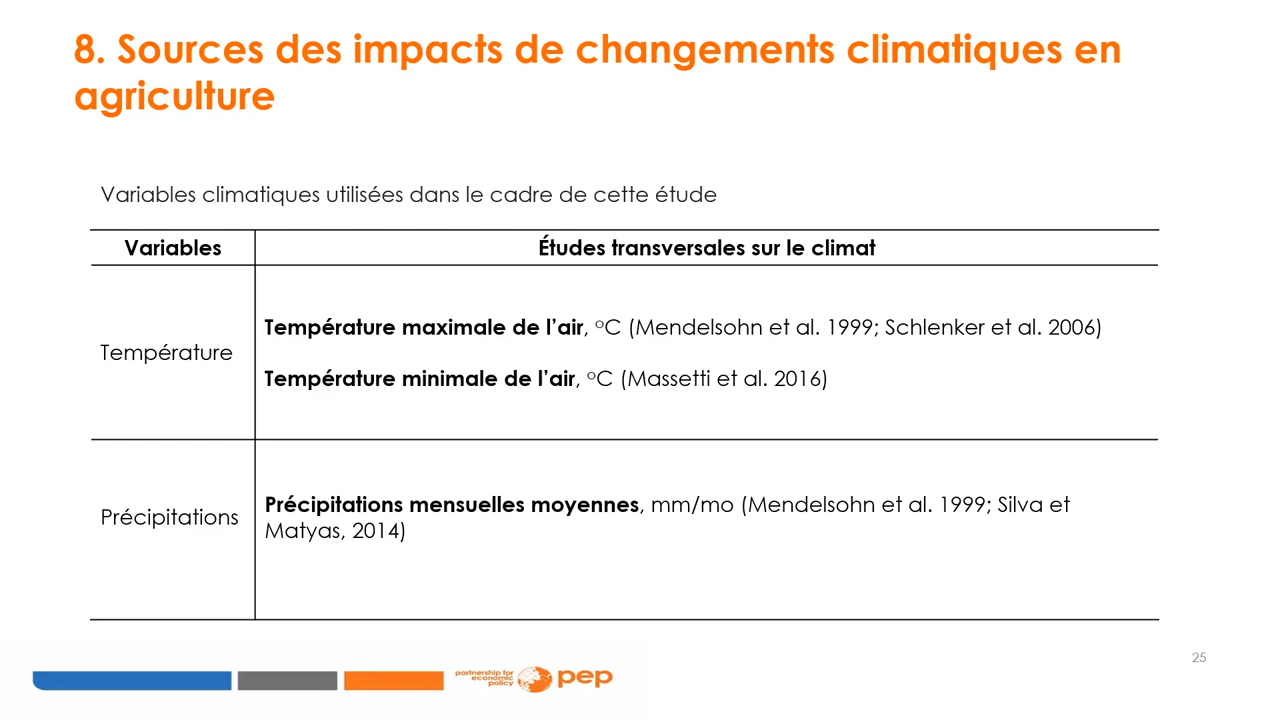 8. Sources des impacts de changements climatiques en
agriculture
Variables climatiques utilisées dans le cadre de cette étude
Variables
Études transversales sur le climat
Température
Température maximale de l’air, °C (Mendelsohn et al. 1999; Schlenker et al. 2006)
Température minimale de l’air, °C (Massetti et al. 2016)
Précipitations
Précipitations mensuelles moyennes, mm/mo (Mendelsohn et al. 1999; Silva et
Matyas, 2014)
25
partnership for
economic
policy
pep